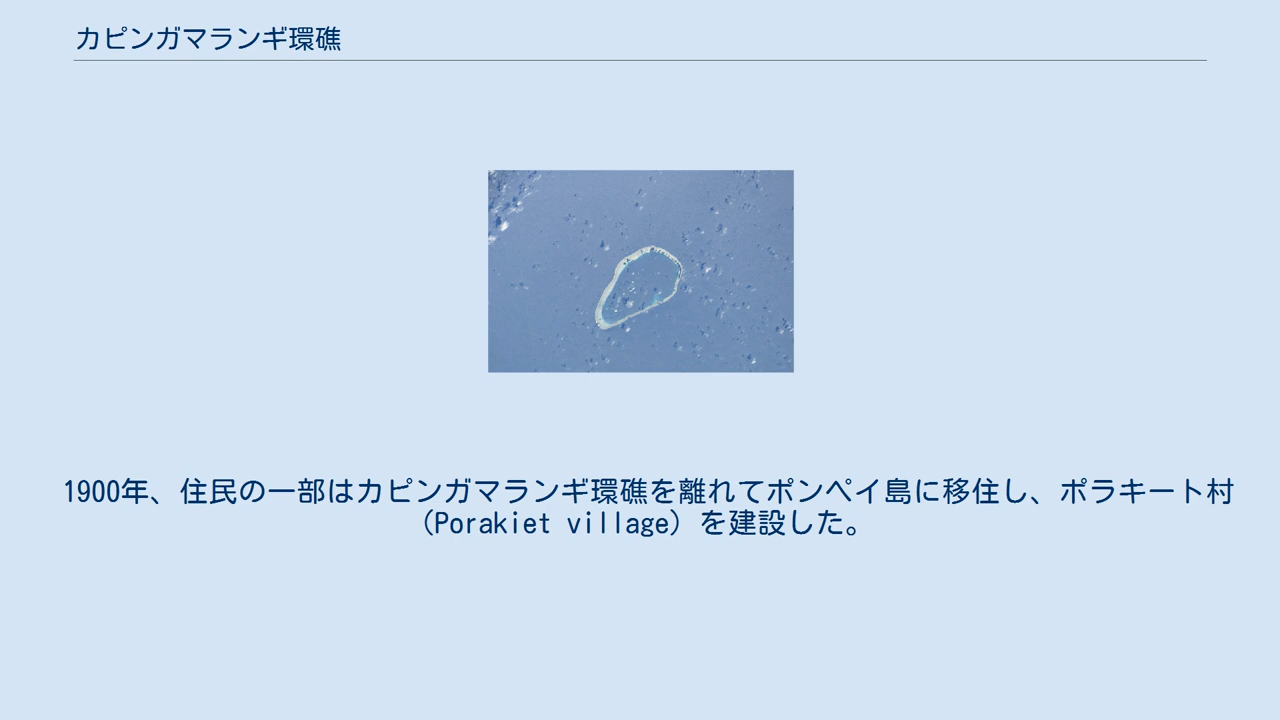 カピンガマランギ環礁
1900年、住民の一部はカピンガマランギ環礁を離れてポンペイ島に移住し、ポラキート村
（Porakiet village）を建設した。